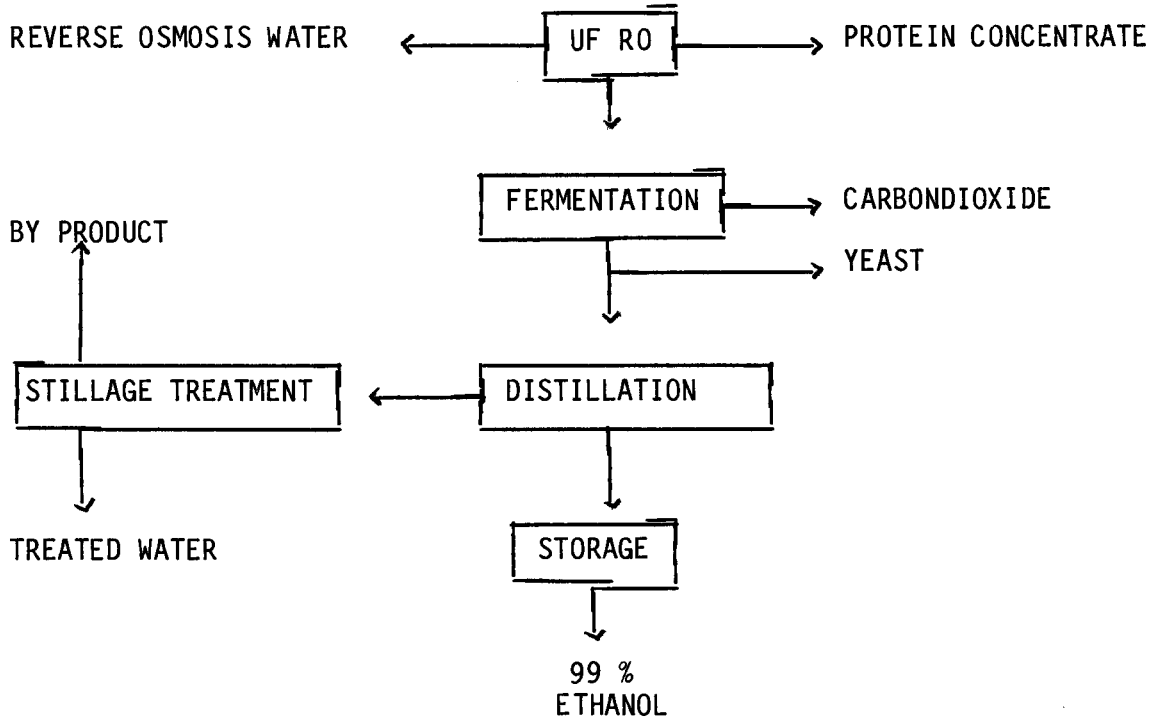 REVERSE OSMOSIS WATER
UF RO
PROTEIN CONCENTRATE
FERMENTATION
CARBONDIOXIDE
BY PRODUCT
YEAST
STILLAGE TREATMENT
DISTILLATION
TREATED WATER
STORAGE
99 %
ETHANOL